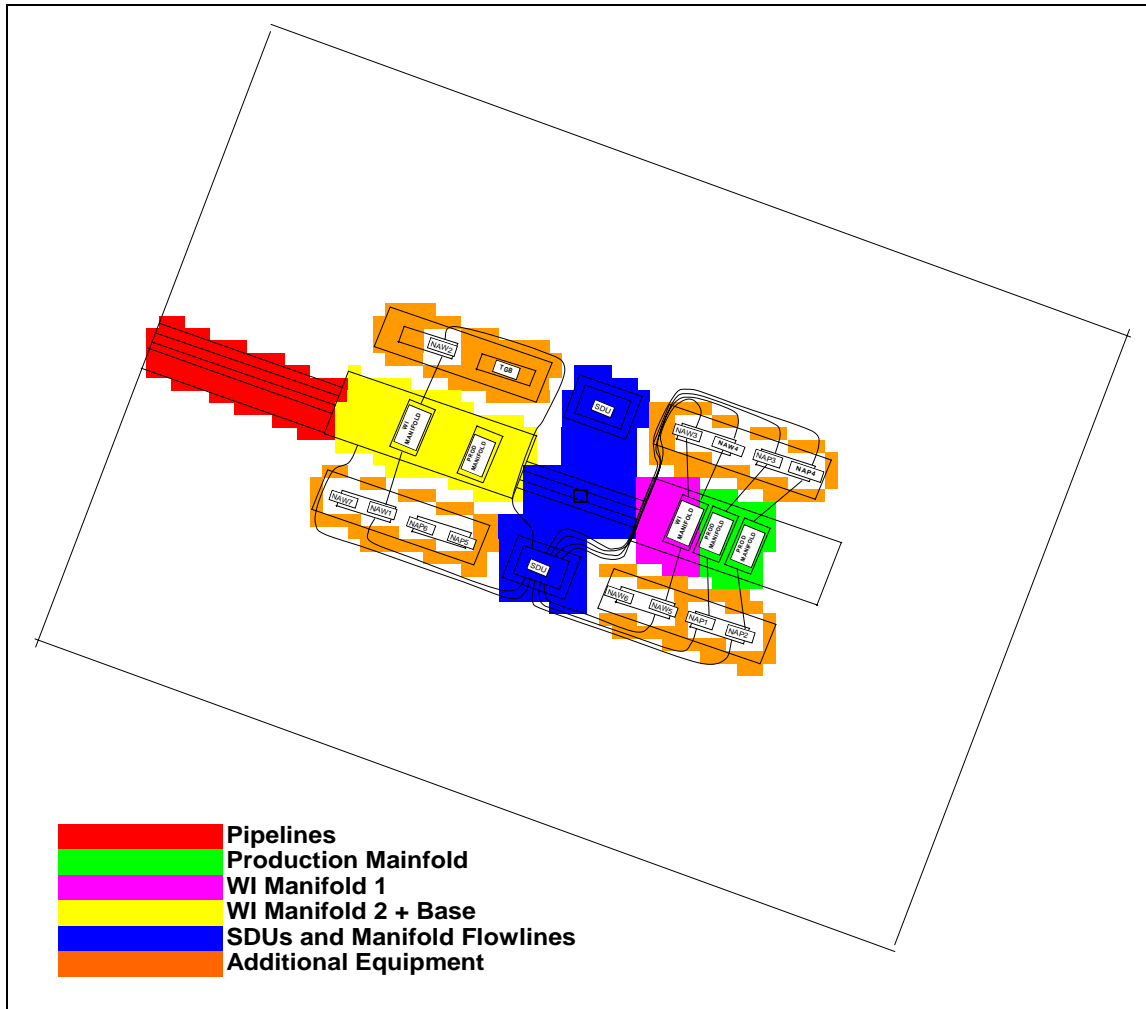 NAW2
TGB
SDU
WI
MANIFOLD
PROD
MANIFOLD
NAW3
NAW4
NAP3
NAP4
NAW7
NAW1
NAP6
NAP5
WI
MANIFOLD
PROD
MANIFOLD
PROD
MANIFOLD
SDU
NAW6
NAW5
NAP1
NAP2
Pipelines
Production Mainfold
WI Manifold 1
WI Manifold 2 + Base
SDUs and Manifold Flowlines
Additional Equipment